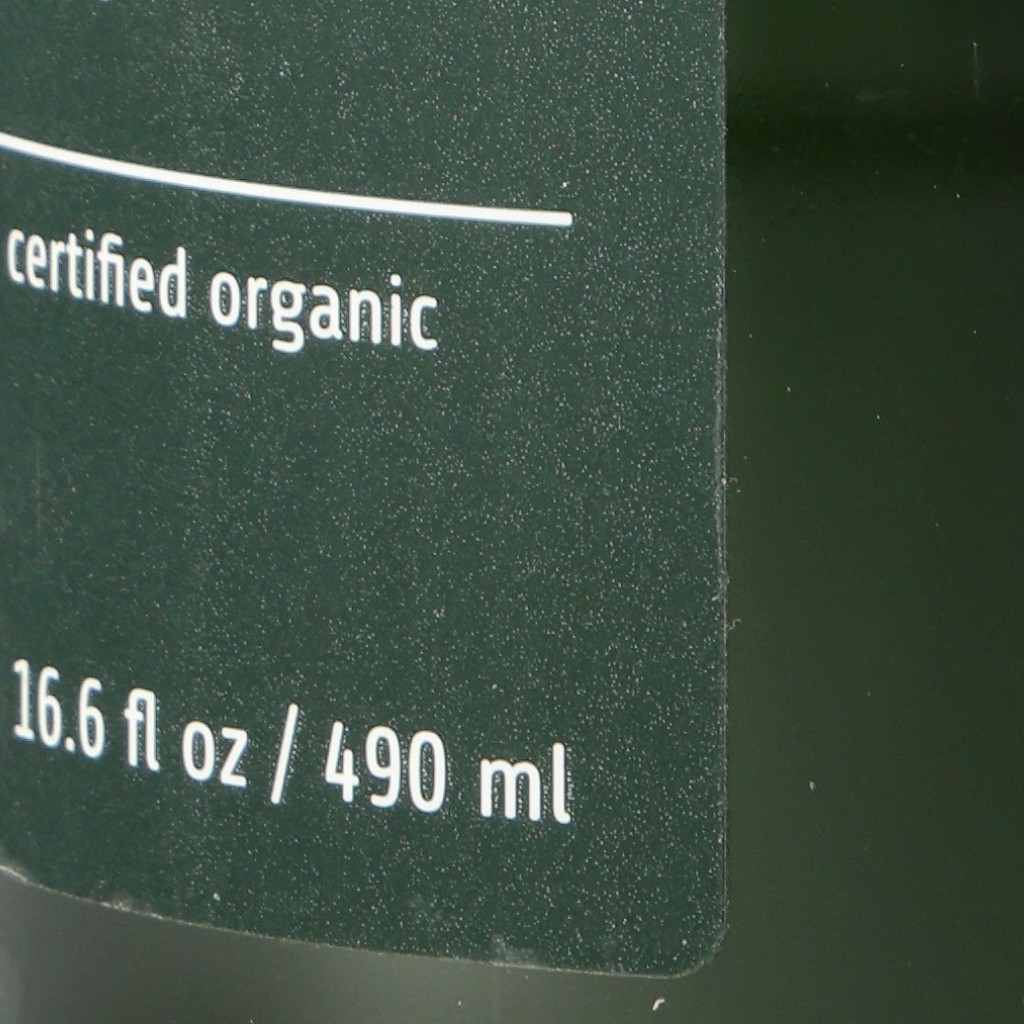 certified organic
16.6 fl oz / 490 ml